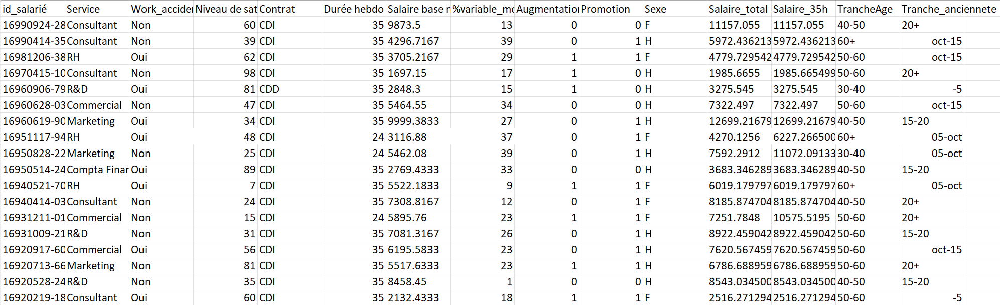 id_salarié Service Work_acciden Niveau de sat Contrat Durée hebdo Salaire base n %variable_mo Augmentation Promotion Sexe Salaire_total Salaire_35h TrancheAge Tranche_anciennete
16990924-28 Consultant Non 60 CDI 35 9873.5 13 0 0 F 11157.055 11157.055 40-50 20+
16990414-35 Consultant Non 39 CDI 35 4296.7167 39 0 1 H 5972.436213 5972.436213 60+ oct-15
16981206-38 RH Oui 62 CDI 35 3705.2167 29 1 1 F 4779.729542 4779.729542 50-60 oct-15
16970415-10 Consultant Non 98 CDI 35 1697.15 17 1 0 H 1985.6655 1985.665499 50-60 20+
16960906-79 R&D Oui 81 CDD 35 2848.3 15 1 0 H 3275.545 3275.545 30-40 -5
16960628-03 Commercial Non 47 CDI 35 5464.55 34 0 0 H 7322.497 7322.497 50-60 oct-15
16960619-90 Marketing Oui 34 CDI 35 9999.3833 27 0 1 H 12699.21679 12699.21679 40-50 15-20
16951117-94 RH Oui 48 CDI 24 3116.88 37 0 1 F 4270.1256 6227.266500 60+ 05-oct
16950828-22 Marketing Non 25 CDI 24 5462.08 39 0 1 H 7592.2912 11072.09133 30-40 05-oct
16950514-24 Compta Finan Oui 89 CDI 35 2769.4333 33 0 0 H 3683.346289 3683.346289 40-50 15-20
16940521-70 RH Oui 7 CDI 35 5522.1833 9 1 1 F 6019.179797 6019.179797 60+ 05-oct
16940414-03 Consultant Non 24 CDI 35 7308.8167 12 0 1 F 8185.874704 8185.874704 40-50 20+
16931211-01 Commercial Non 15 CDI 24 5895.76 23 1 1 F 7251.7848 10575.5195 50-60 20+
16931009-21 R&D Non 31 CDI 35 7081.3167 26 0 1 H 8922.459042 8922.459042 50-60 15-20
16920917-60 Commercial Oui 56 CDI 35 6195.5833 23 0 1 H 7620.567459 7620.567459 50-60 oct-15
16920713-66 Marketing Non 81 CDI 35 5517.6333 23 1 1 H 6786.688959 6786.688959 50-60 20+
16920528-24 R&D Non 35 CDI 35 8458.45 1 0 0 H 8543.034500 8543.034500 40-50 15-20
16920219-18 Consultant Oui 60 CDI 35 2132.4333 18 1 1 F 2516.271294 2516.271294 50-60 -5